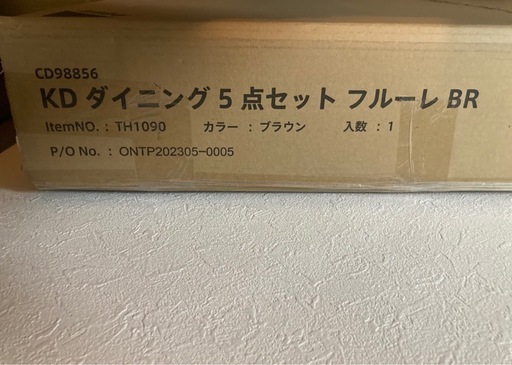 CD98856
KD ダイニング 5 点セット フルーレ BR
ItemNO. : TH1090 カラー : ブラウン 入数 : 1
P/O No. : ONTP202305-0005